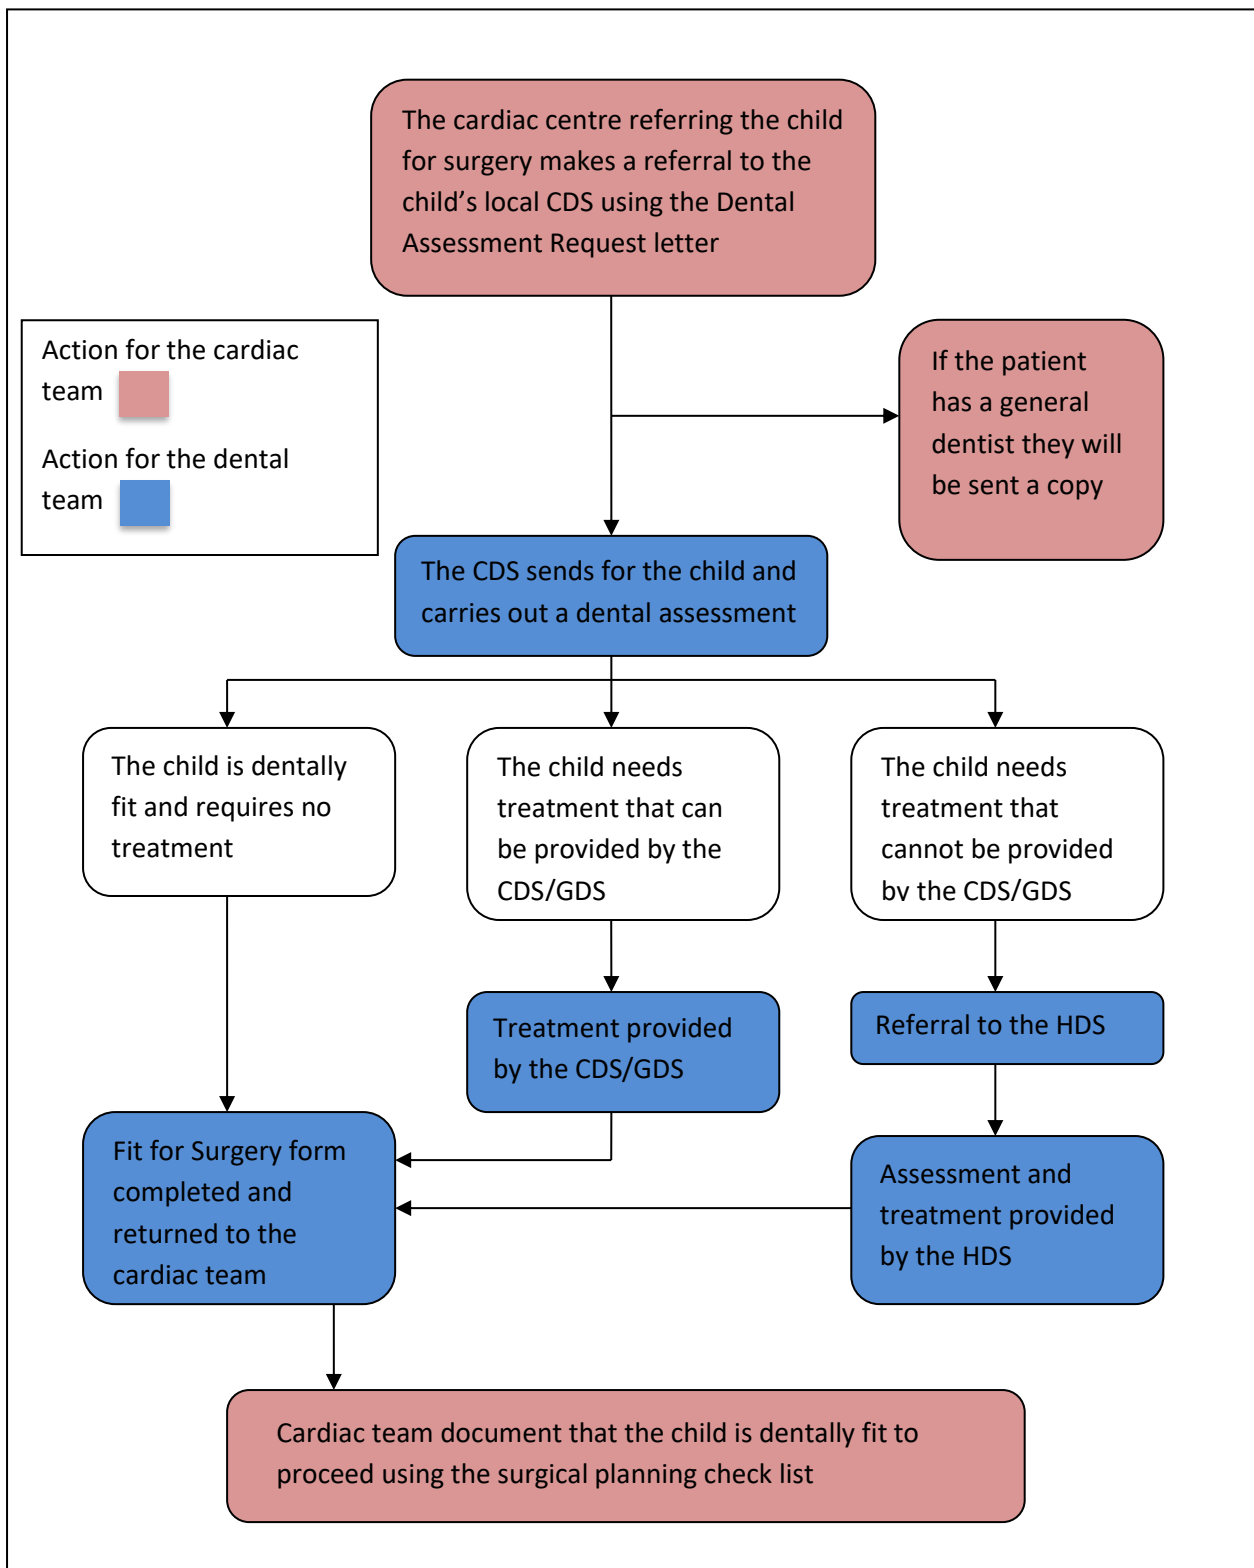 The cardiac centre referring the child
for surgery makes a referral to the
child’s local CDS using the Dental
Assessment Request letter
Action for the cardiac
team
Action for the dental
team
If the patient
has a general
dentist they will
be sent a copy
The CDS sends for the child and
carries out a dental assessment
The child is dentally
fit and requires no
treatment
The child needs
treatment that can
be provided by the
CDS/GDS
The child needs
treatment that
cannot be provided
by the CDS/GDS
Treatment provided
by the CDS/GDS
Referral to the HDS
Fit for Surgery form
completed and
returned to the
cardiac team
Assessment and
treatment provided
by the HDS
Cardiac team document that the child is dentally fit to
proceed using the surgical planning check list